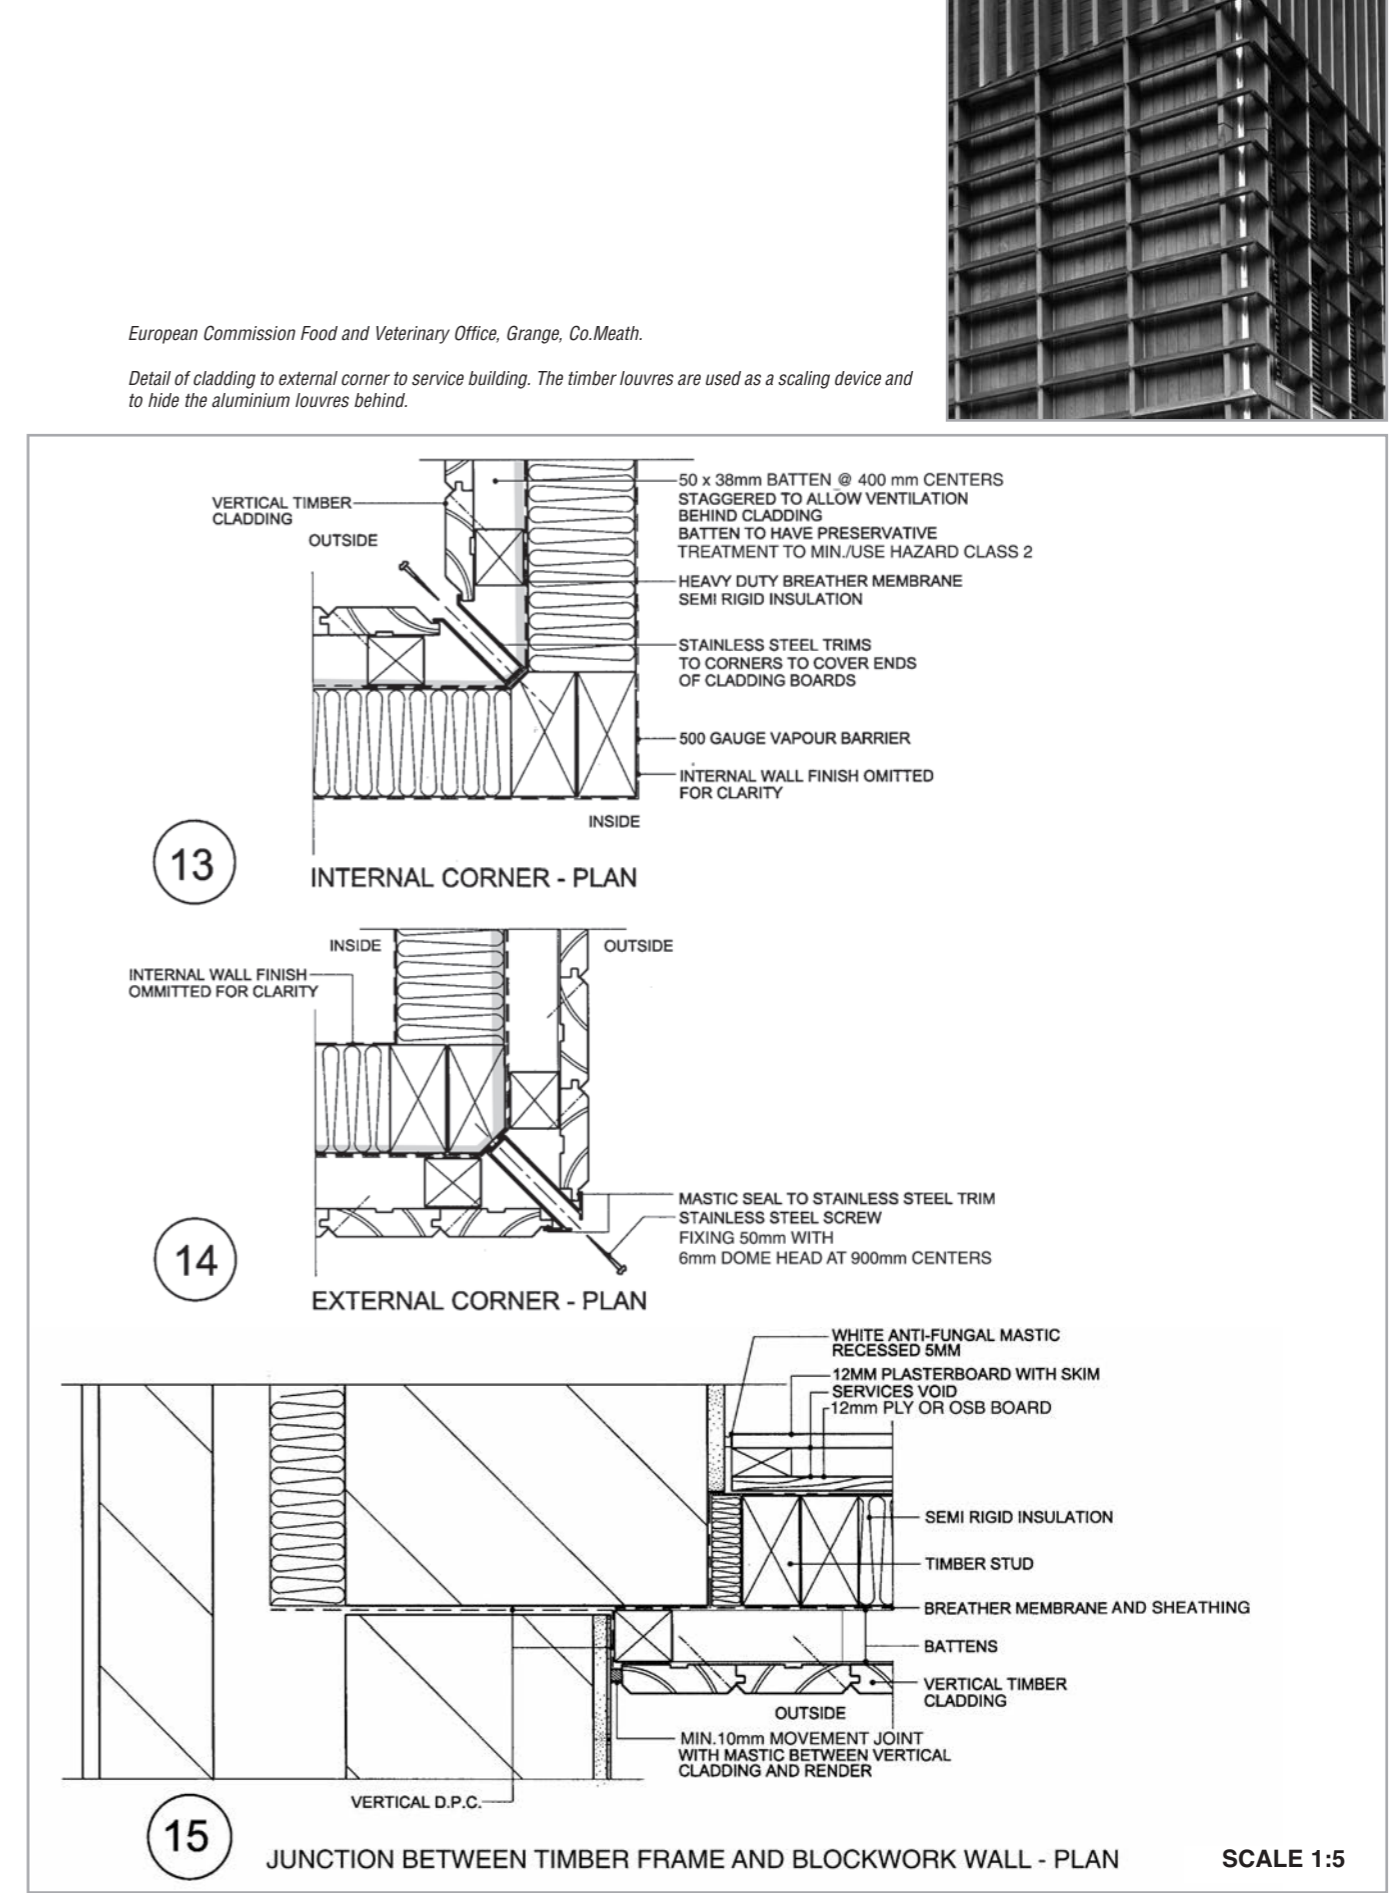 European Commission Food and Veterinary Office, Grange, Co.Meath.
Detail of cladding to external corner to service building. The timber louvres are used as a scaling device and
to hide the aluminium louvres behind.
VERTICAL TIMBER
CLADDING
OUTSIDE
50 x 38mm BATTEN @ 400 mm CENTERS
STAGGERED TO ALLOW VENTILATION
BEHIND CLADDING
BATTEN TO HAVE PRESERVATIVE
TREATMENT TO MIN./USE HAZARD CLASS 2
HEAVY DUTY BREATHER MEMBRANE
SEMI RIGID INSULATION
STAINLESS STEEL TRIMS
TO CORNERS TO COVER ENDS
OF CLADDING BOARDS
500 GAUGE VAPOUR BARRIER
INTERNAL WALL FINISH OMITTED
FOR CLARITY
INSIDE
13
INTERNAL CORNER - PLAN
INSIDE
OUTSIDE
INTERNAL WALL FINISH
OMMITTED FOR CLARITY
MASTIC SEAL TO STAINLESS STEEL TRIM
STAINLESS STEEL SCREW
FIXING 50mm WITH
6mm DOME HEAD AT 900mm CENTERS
14
EXTERNAL CORNER - PLAN
WHITE ANTI-FUNGAL MASTIC
RECESSED 5MM
12MM PLASTERBOARD WITH SKIM
SERVICES VOID
12mm PLY OR OSB BOARD
SEMI RIGID INSULATION
TIMBER STUD
BREATHER MEMBRANE AND SHEATHING
BATTENS
VERTICAL TIMBER
CLADDING
OUTSIDE
MIN.10mm MOVEMENT JOINT
WITH MASTIC BETWEEN VERTICAL
CLADDING AND RENDER
VERTICAL D.P.C.
15
JUNCTION BETWEEN TIMBER FRAME AND BLOCKWORK WALL - PLAN
SCALE 1:5